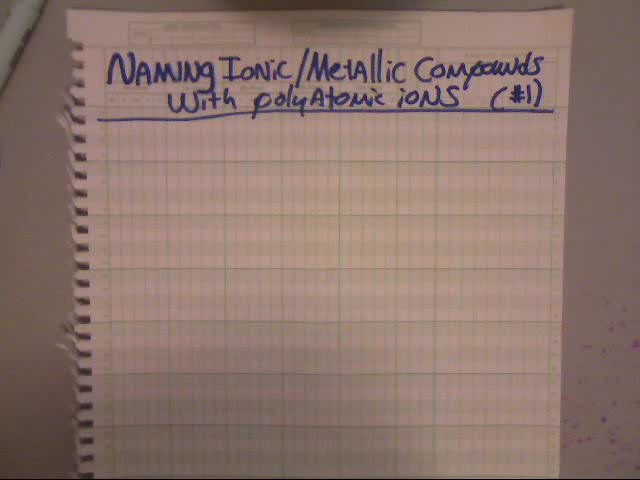 NAMING IONIC/METALLIC COMPOUNDS
WITH POLYATOMIC IONS (#1)